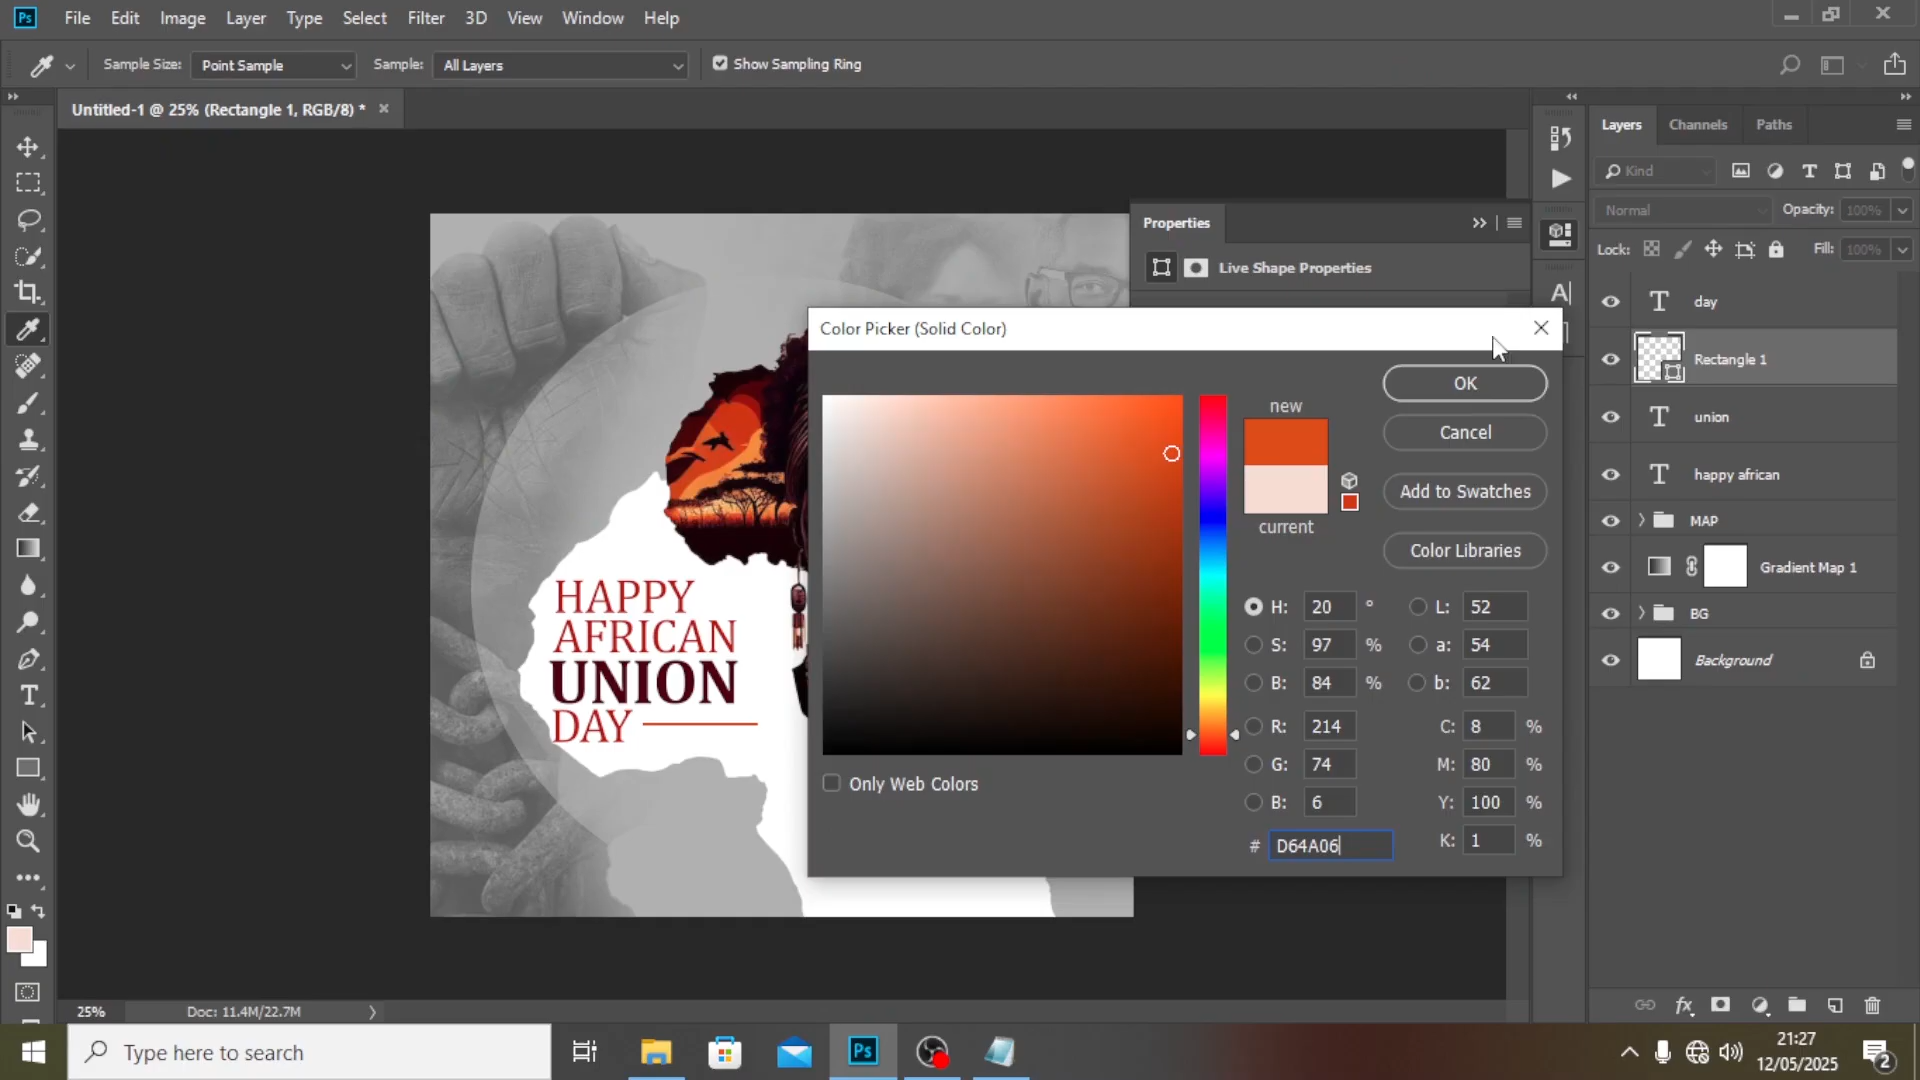 Ps File Edit Image Layer Type Select Filter 3D View Window Help
Sample Size: Point Sample Sample: All Layers Show Sampling Ring
Untitled-1 @ 25% (Rectangle 1, RGB/8) * ×
Layers Channels Paths
Kind
Normal Opacity: 100%
Lock: Fill: 100%
Properties
Live Shape Properties
Color Picker (Solid Color)
OK
Cancel
Add to Swatches
Color Libraries
new
current
H: 20 ° L: 52
S: 97 % a: 54
B: 84 % b: 62
R: 214 C: 8 %
G: 74 M: 80 %
B: 6 Y: 100 %
# D64A06 K: 1 %
Only Web Colors
HAPPY
AFRICAN
UNION
DAY
day
Rectangle 1
union
happy african
MAP
Gradient Map 1
BG
Background
25% Doc: 11.4M/22.7M
Type here to search
Ps
21:27
12/05/2025
2